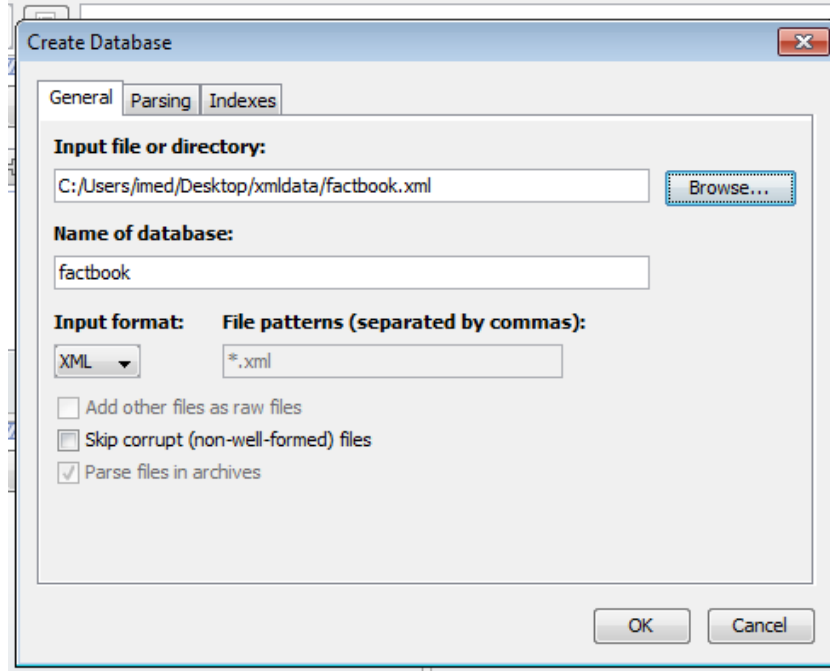 Create Database
General Parsing Indexes
Input file or directory:
C:/Users/imed/Desktop/xmldata/factbook.xml Browse...
Name of database:
factbook
Input format: File patterns (separated by commas):
XML *.xml
Add other files as raw files
Skip corrupt (non-well-formed) files
Parse files in archives
OK Cancel